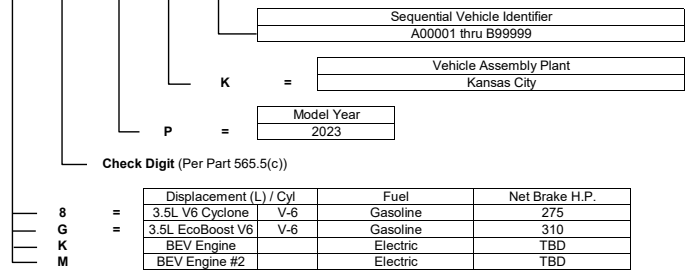 Sequential Vehicle Identifier
A00001 thru B99999
Vehicle Assembly Plant
K = Kansas City
Model Year
P = 2023
Check Digit (Per Part 565.5(c))
Displacement (L) / Cyl Fuel Net Brake H.P.
8 = 3.5L V6 Cyclone V-6 Gasoline 275
G = 3.5L EcoBoost V6 V-6 Gasoline 310
K BEV Engine Electric TBD
M BEV Engine #2 Electric TBD